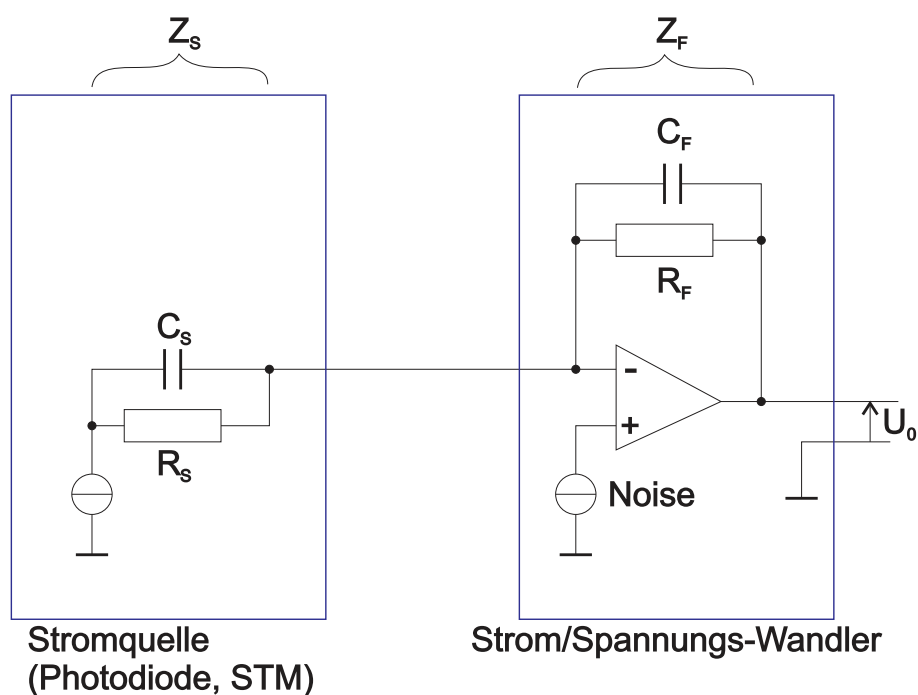 Z_S
Z_F
C_F
R_F
C_S
R_S
-
+
Noise
U_0
Stromquelle
(Photodiode, STM)
Strom/Spannungs-Wandler